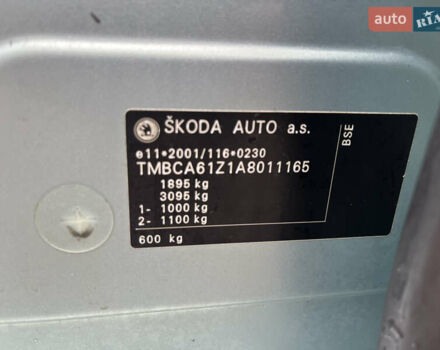 auto RIA
ŠKODA AUTO a.s.
e11*2001/116*0230
TMBCA61Z1A8011165
1895 kg
3095 kg
1- 1000 kg
2- 1100 kg
600 kg
BSE